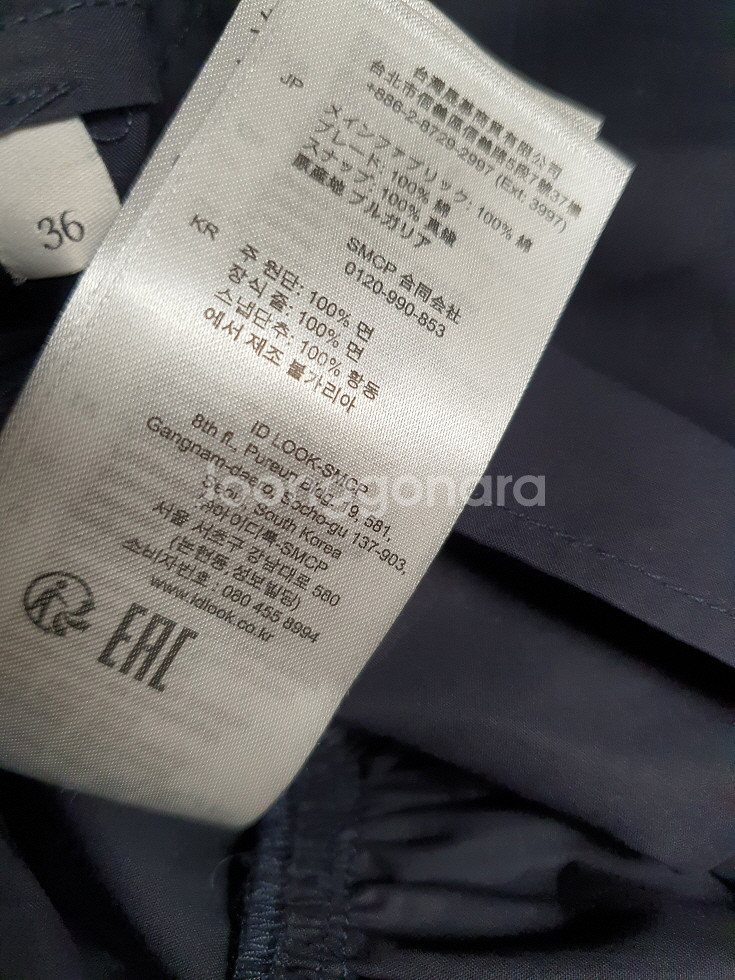 36
台灣晨慕商貿有限公司
台北市信義區信義路5段7號37樓
+886-2-8729-2997 (Ext: 3997)
JP
メインファブリック: 100% 綿
ブレード: 100% 綿
スナップ: 100% 真鍮
原産地 ブルガリア
SMCP 合同会社
0120-990-853
KR
주 원단: 100% 면
장식 줄: 100% 면
스냅단추: 100% 황동
에서 제조 불가리아
ID LOOK-SMCP
8th fl., Pureun Bldg. 19, 581,
Gangnam-daero, Socho-gu 137-903,
Seoul, South Korea
아이디룩-SMCP
서울 서초구 강남대로 580
(논현동 성보빌딩)
소비자번호 : 080 455 8994
www.idlook.co.kr
EAC
joonggonara